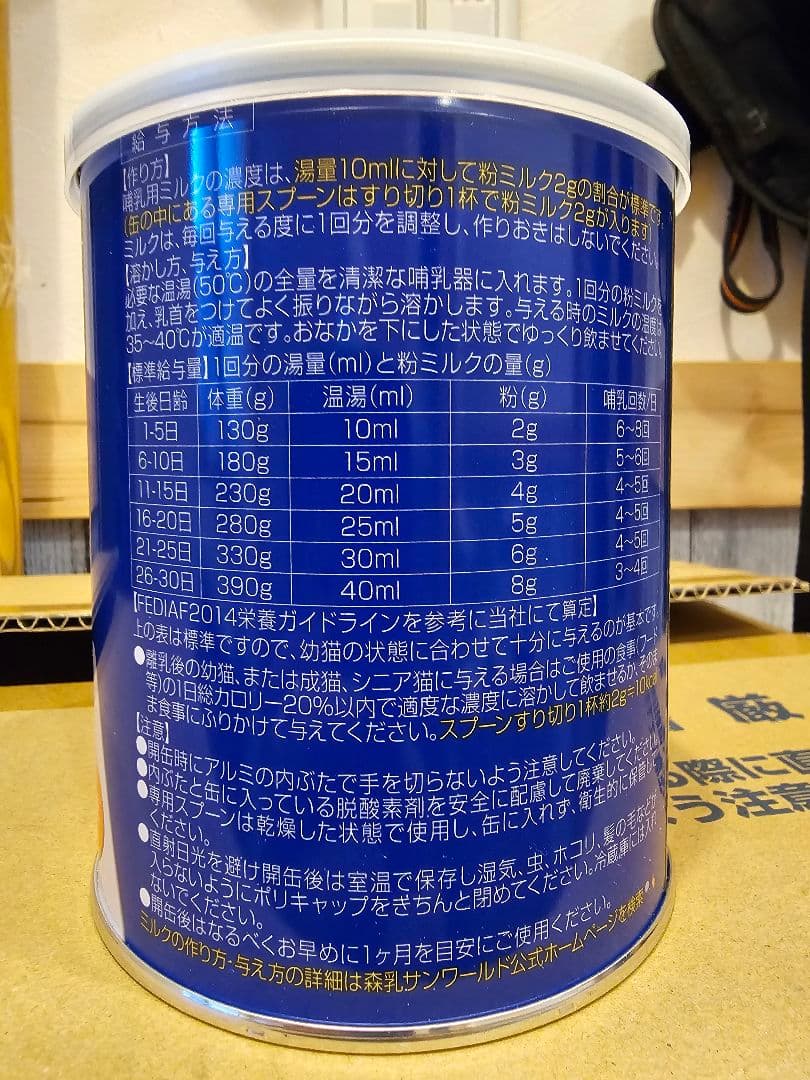 給与方法
【作り方】
哺乳用ミルクの濃度は、湯量10mlに対して粉ミルク2gの割合が標準です。
(缶の中にある専用スプーンはすり切り1杯で粉ミルク2gが入ります)
ミルクは、毎回与える度に1回分を調整し、作りおきはしないでください。
【溶かし方、与え方】
必要な温湯(50℃)の全量を清潔な哺乳器に入れます。1回分の粉ミルクを
加え、乳首をつけてよく振りながら溶かします。与える時のミルクの温度は
35~40℃が適温です。おなかを下にした状態でゆっくり飲ませてください。
【標準給与量】1回分の湯量(ml)と粉ミルクの量(g)
生後日齢 体重(g) 温湯(ml) 粉(g) 哺乳回数/日
1-5日 130g 10ml 2g 6~8回
6-10日 180g 15ml 3g 5~6回
11-15日 230g 20ml 4g 4~5回
16-20日 280g 25ml 5g 4~5回
21-25日 330g 30ml 6g 4~5回
26-30日 390g 40ml 8g 3~4回
【FEDIAF2014栄養ガイドラインを参考に当社にて算定】
上の表は標準ですので、幼猫の状態に合わせて十分に与えるのが基本です。
●離乳後の幼猫、または成猫、シニア猫に与える場合はご使用の食事(フード
等)の1日総カロリー20%以内で適度な濃度に溶かして飲ませるか、そのまま
ま食事にふりかけて与えてください。スプーンすり切り1杯約2g=10kcal
【注意】
●開缶時にアルミの内ぶたで手を切らないよう注意してください。
●内ぶたと缶に入っている脱酸素剤を安全に配慮して廃棄してください。
●専用スプーンは乾燥した状態で使用し、缶に入れず、衛生的に保管して
ください。
●直射日光を避け開缶後は室温で保存し湿気、虫、ホコリ、髪の毛などが
入らないようにポリキャップをきちんと閉めてください。冷蔵庫には入れ
ないでください。
●開缶後はなるべくお早めに1ヶ月を目安にご使用ください。
ミルクの作り方・与え方の詳細は森乳サンワールド公式ホームページを検索
厳
際に直
う注意